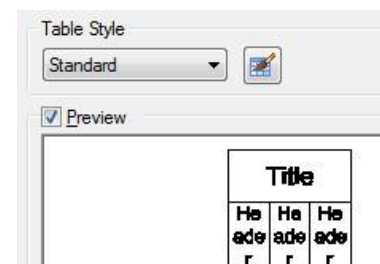 Table Style
Standard
Preview
Title
He He He
ade ade ade
r r r